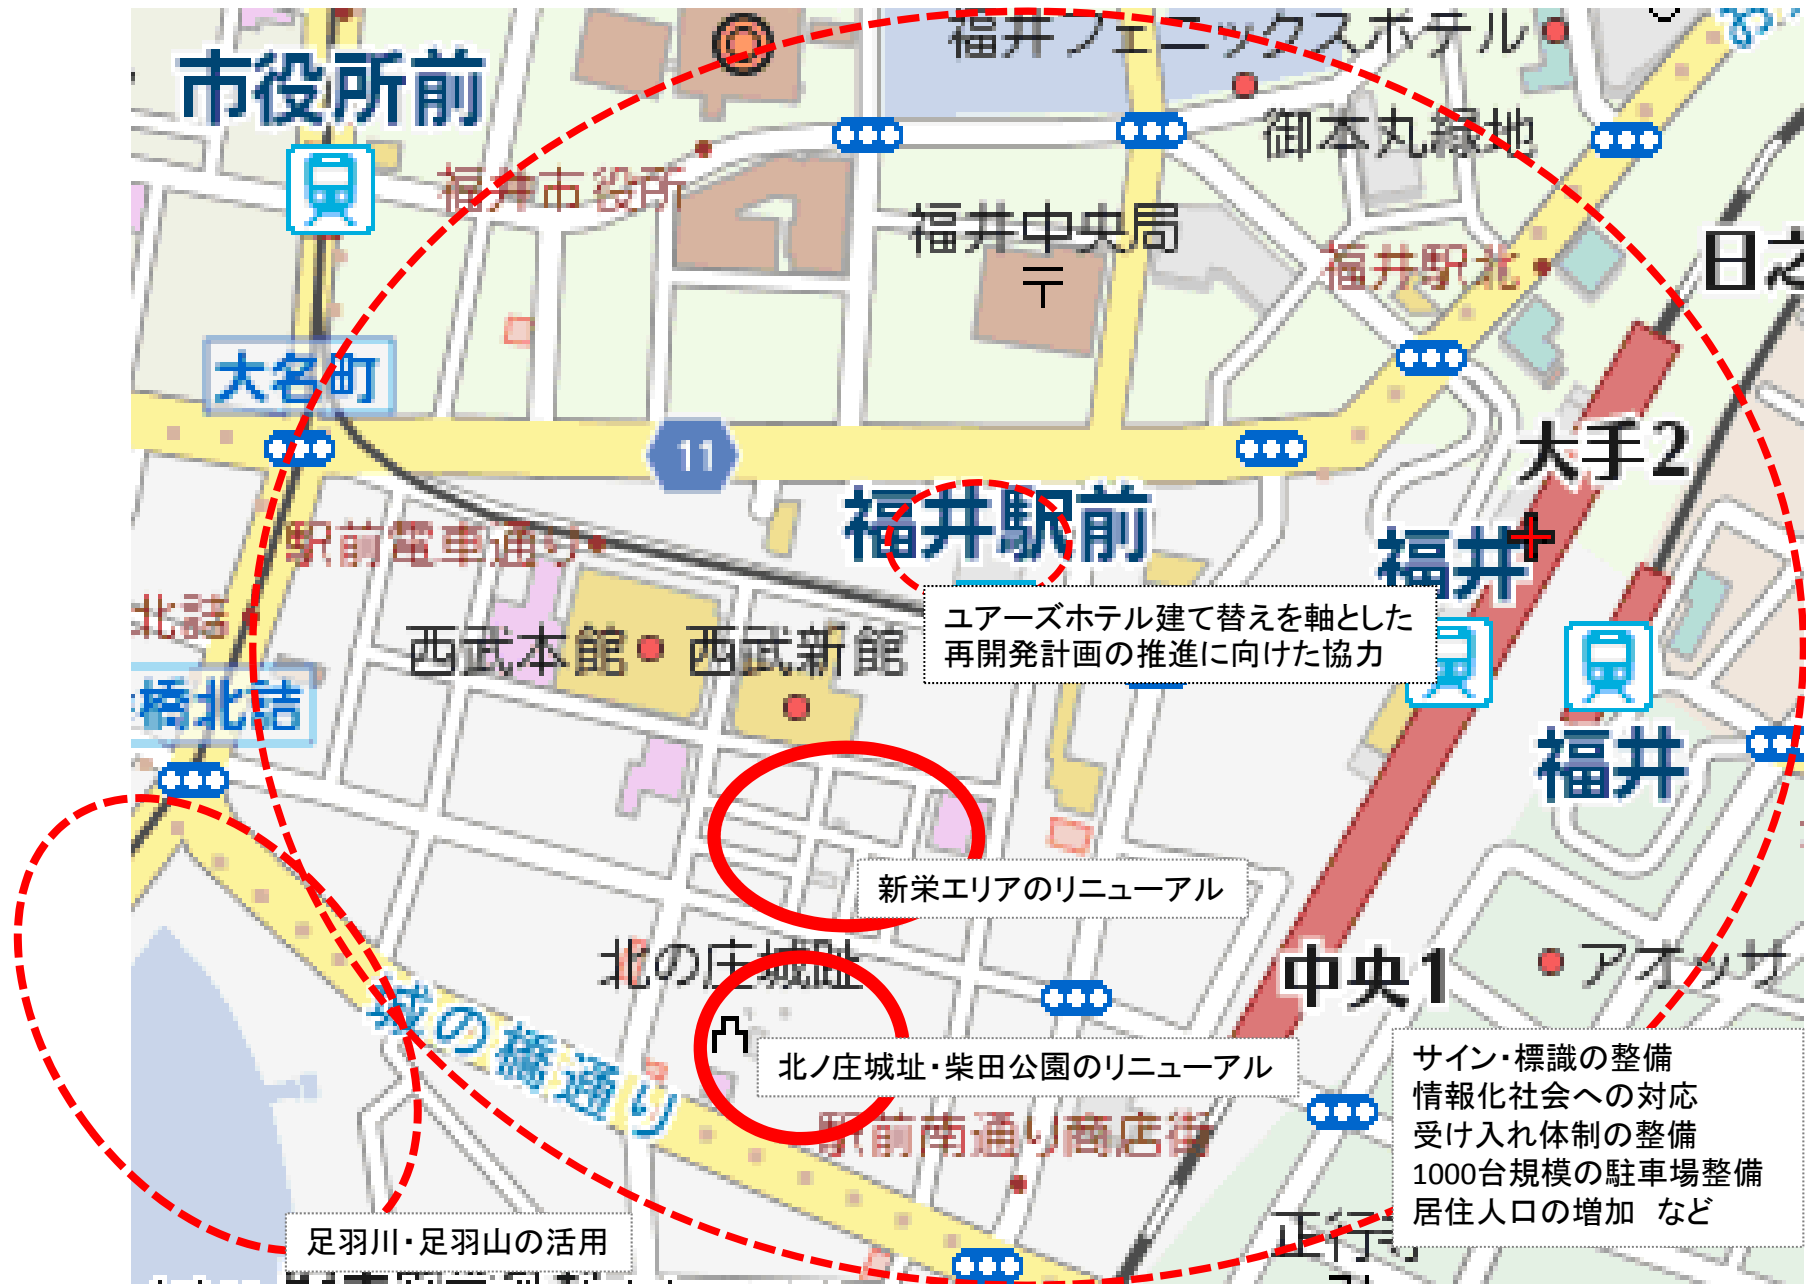 福井フェニックスホテル
市役所前
御本丸緑地
福井市役所
福井中央局
福井駅北
大名町
11
大手2
福井駅前
福井
駅前電車通り
ユアーズホテル建て替えを軸とした
再開発計画の推進に向けた協力
北詰
西武本館
西武新館
橋北詰
福井
新栄エリアのリニューアル
北の庄城趾
中央1
アオッサ
城の橋通り
北ノ庄城址・柴田公園のリニューアル
サイン・標識の整備
情報化社会への対応
受け入れ体制の整備
1000台規模の駐車場整備
居住人口の増加　など
駅前南通り商店街
足羽川・足羽山の活用